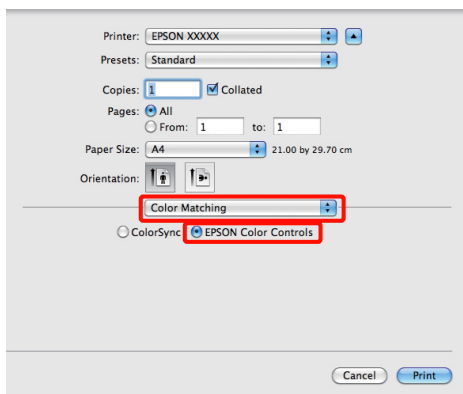 Printer: EPSON XXXXX
Presets: Standard
Copies: 1 Collated
Pages: All
From: 1 to: 1
Paper Size: A4 21.00 by 29.70 cm
Orientation:
Color Matching
ColorSync EPSON Color Controls
Cancel Print